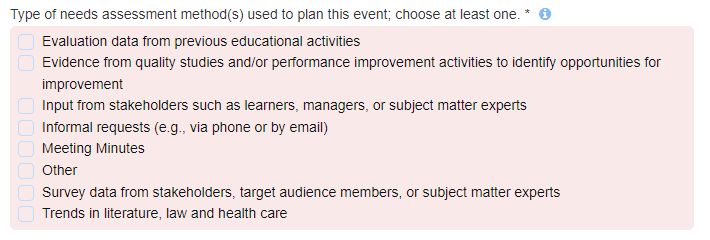 Type of needs assessment method(s) used to plan this event; choose at least one. *
Evaluation data from previous educational activities
Evidence from quality studies and/or performance improvement activities to identify opportunities for
improvement
Input from stakeholders such as learners, managers, or subject matter experts
Informal requests (e.g., via phone or by email)
Meeting Minutes
Other
Survey data from stakeholders, target audience members, or subject matter experts
Trends in literature, law and health care